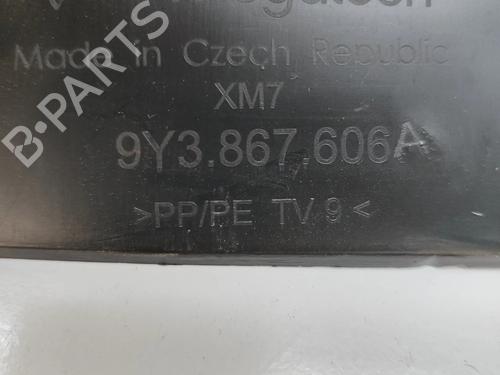 Made in Czech Republic
XM7
9Y3.867.606A
>PP/PE TV 9<
B-PARTS